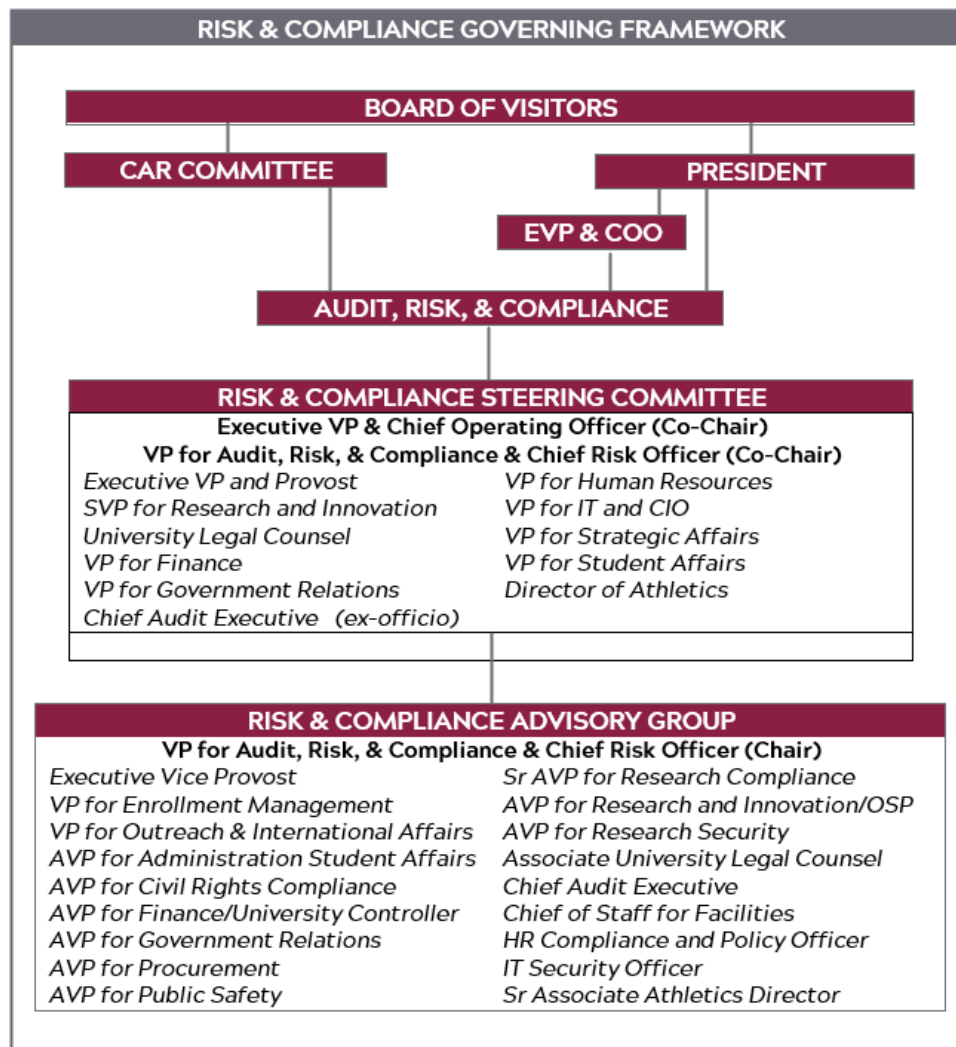 RISK & COMPLIANCE GOVERNING FRAMEWORK
BOARD OF VISITORS
CAR COMMITTEE
PRESIDENT
EVP & COO
AUDIT, RISK, & COMPLIANCE
RISK & COMPLIANCE STEERING COMMITTEE
Executive VP & Chief Operating Officer (Co-Chair)
VP for Audit, Risk, & Compliance & Chief Risk Officer (Co-Chair)
Executive VP and Provost
SVP for Research and Innovation
University Legal Counsel
VP for Finance
VP for Government Relations
Chief Audit Executive (ex-officio)
VP for Human Resources
VP for IT and CIO
VP for Strategic Affairs
VP for Student Affairs
Director of Athletics
RISK & COMPLIANCE ADVISORY GROUP
VP for Audit, Risk, & Compliance & Chief Risk Officer (Chair)
Executive Vice Provost
VP for Enrollment Management
VP for Outreach & International Affairs
AVP for Administration Student Affairs
AVP for Civil Rights Compliance
AVP for Finance/University Controller
AVP for Government Relations
AVP for Procurement
AVP for Public Safety
Sr AVP for Research Compliance
AVP for Research and Innovation/OSP
AVP for Research Security
Associate University Legal Counsel
Chief Audit Executive
Chief of Staff for Facilities
HR Compliance and Policy Officer
IT Security Officer
Sr Associate Athletics Director